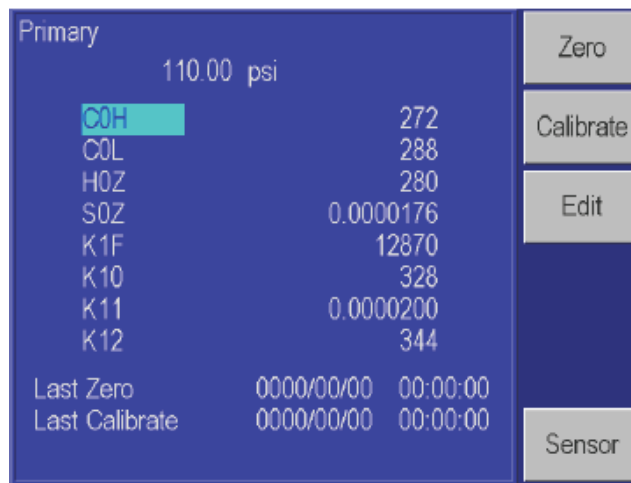 Primary
110.00 psi
C0H 272
C0L 288
H0Z 280
S0Z 0.0000176
K1F 12870
K10 328
K11 0.0000200
K12 344
Last Zero 0000/00/00 00:00:00
Last Calibrate 0000/00/00 00:00:00
Zero
Calibrate
Edit
Sensor